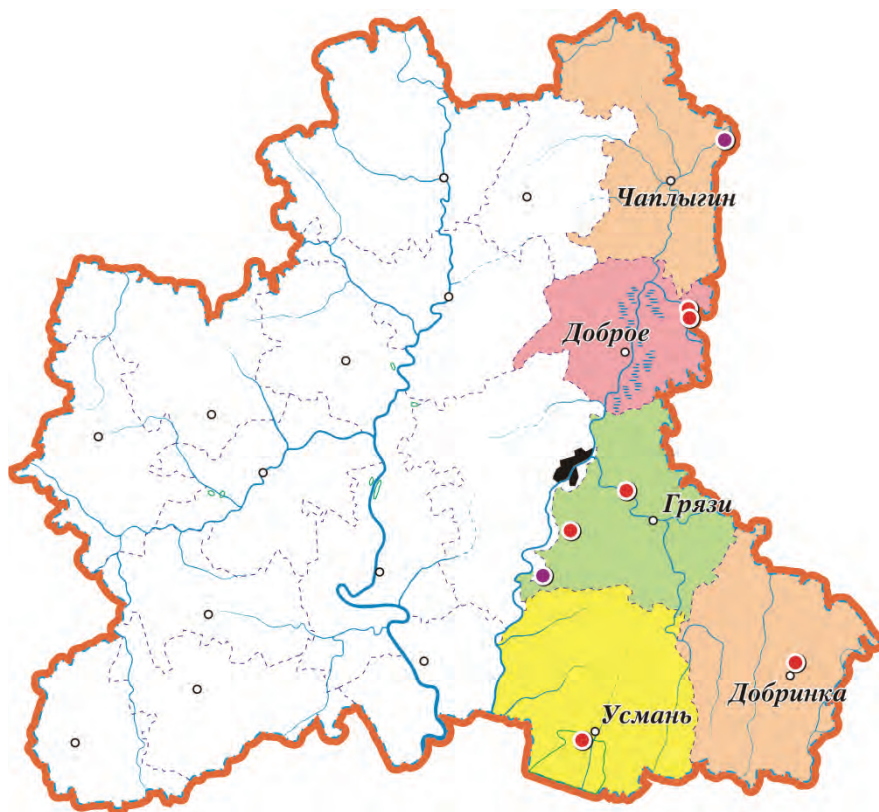 Чаплыгин
Доброе
Грязи
Добринка
Усмань